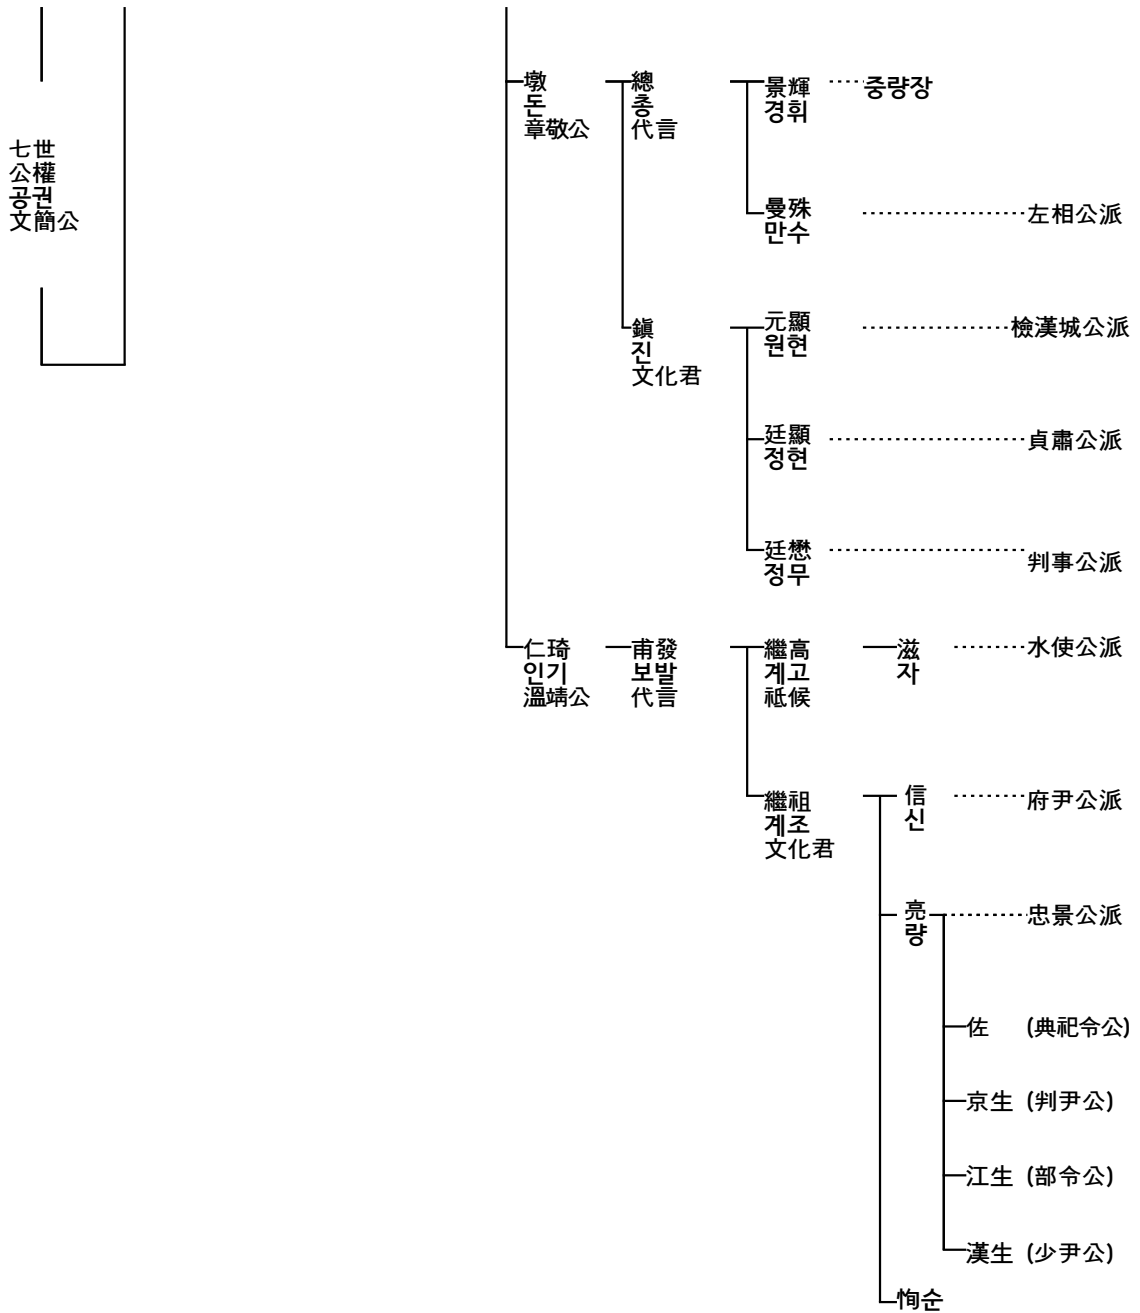 七世
公權
공권
文簡公
墩
돈
章敬公
總
총
代言
景輝
경휘
중량장
曼殊
만수
左相公派
鎭
진
文化君
元顯
원현
檢漢城公派
廷顯
정현
貞肅公派
廷懋
정무
判事公派
仁琦
인기
溫靖公
甫發
보발
代言
繼高
계고
祗候
滋
자
水使公派
繼祖
계조
文化君
信
신
府尹公派
亮
량
忠景公派
佐 (典祀令公)
京生 (判尹公)
江生 (部令公)
漢生 (少尹公)
恂순